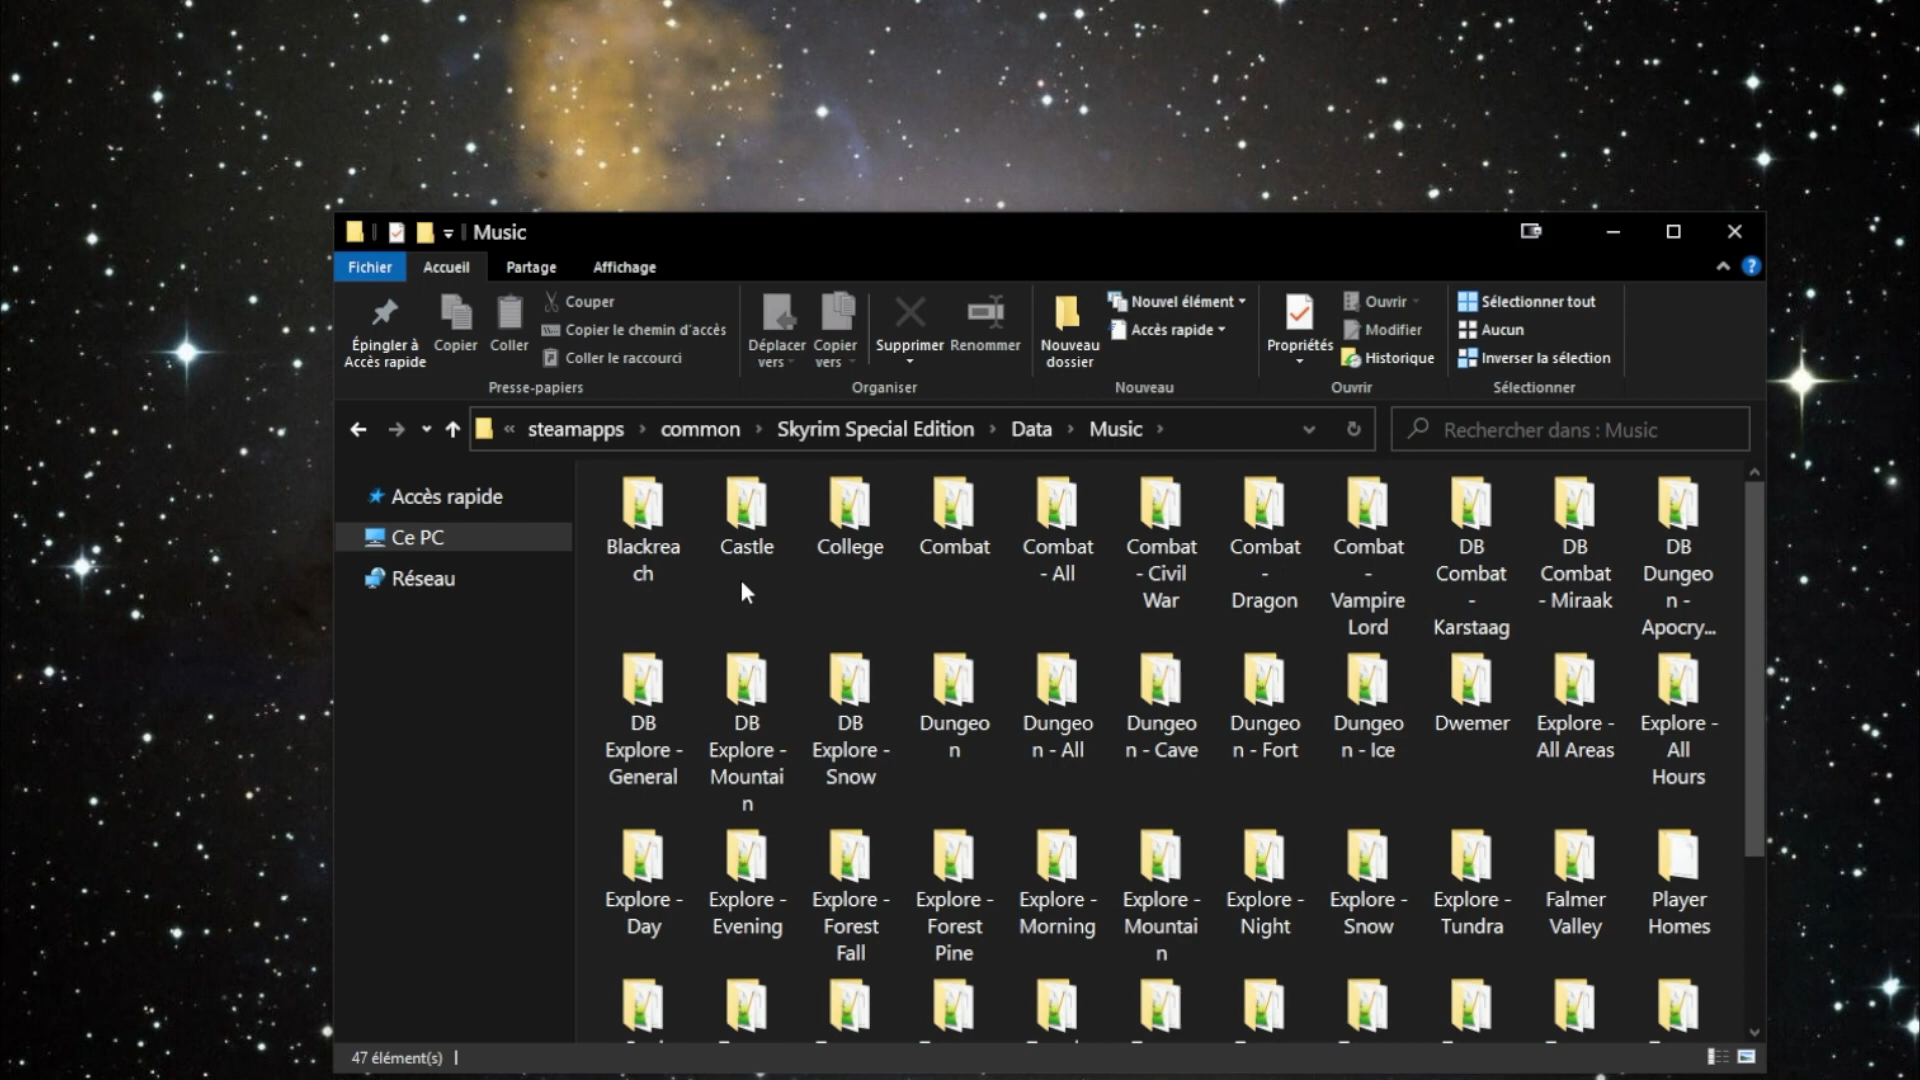 Music
Fichier Accueil Partage Affichage
Épingler à
Accès rapide
Copier
Coller
Couper
Copier le chemin d'accès
Coller le raccourci
Presse-papiers
Déplacer
vers
Copier
vers
Supprimer
Renommer
Organiser
Nouveau
dossier
Nouvel élément
Accès rapide
Nouveau
Propriétés
Ouvrir
Modifier
Historique
Ouvrir
Sélectionner tout
Aucun
Inverser la sélection
Sélectionner
« steamapps › common › Skyrim Special Edition › Data › Music ›
Rechercher dans : Music
Accès rapide
Ce PC
Réseau
Blackrea
ch
Castle
College
Combat
Combat
- All
Combat
- Civil
War
Combat
-
Dragon
Combat
-
Vampire
Lord
DB
Combat
-
Karstaag
DB
Combat
- Miraak
DB
Dungeo
n -
Apocry...
DB
Explore -
General
DB
Explore -
Mountai
n
DB
Explore -
Snow
Dungeo
n
Dungeo
n - All
Dungeo
n - Cave
Dungeo
n - Fort
Dungeo
n - Ice
Dwemer
Explore -
All Areas
Explore -
All
Hours
Explore -
Day
Explore -
Evening
Explore -
Forest
Fall
Explore -
Forest
Pine
Explore -
Morning
Explore -
Mountai
n
Explore -
Night
Explore -
Snow
Explore -
Tundra
Falmer
Valley
Player
Homes
47 élément(s)